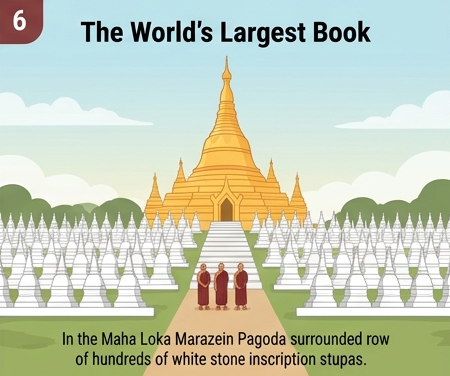 6
The World's Largest Book
In the Maha Loka Marazein Pagoda surrounded row
of hundreds of white stone inscription stupas.